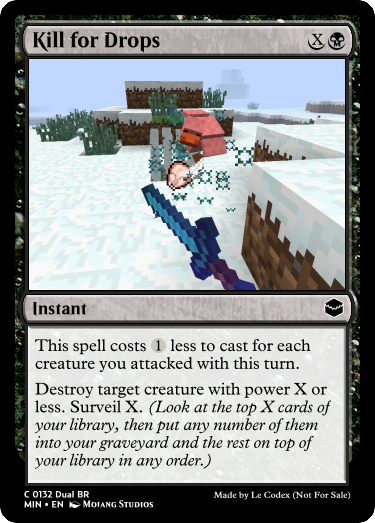 Kill for Drops X
Instant
This spell costs 1 less to cast for each
creature you attacked with this turn.
Destroy target creature with power X or
less. Surveil X. (Look at the top X cards of
your library, then put any number of them
into your graveyard and the rest on top of
your library in any order.)
C 0132 Dual BR
MIN • EN Mojang Studios
Made by Le Codex (Not For Sale)